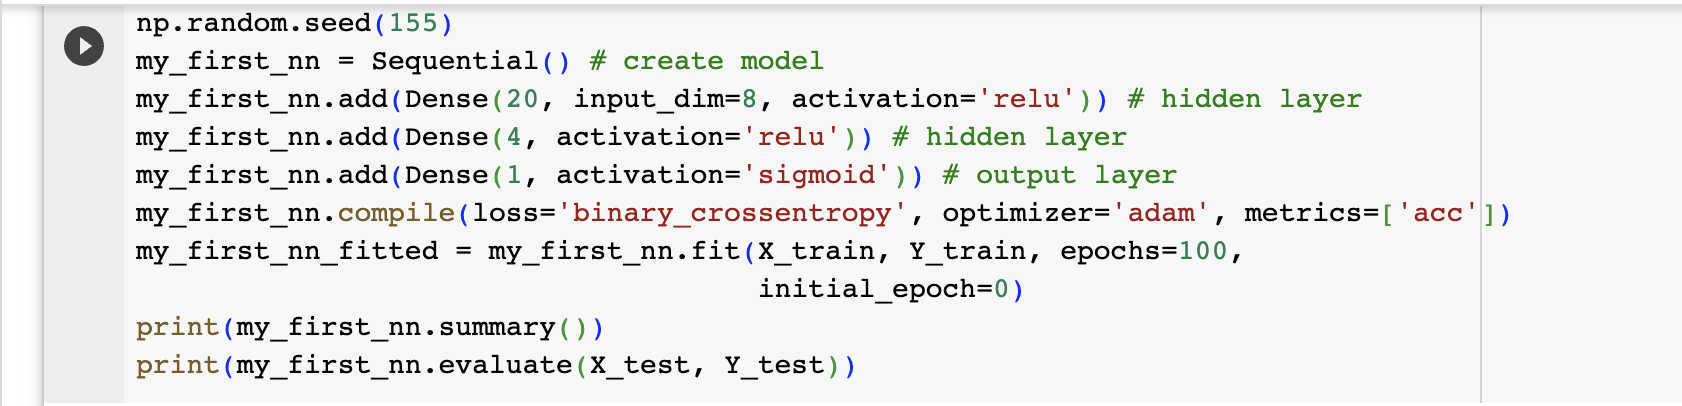 np.random.seed(155)
my_first_nn = Sequential() # create model
my_first_nn.add(Dense(20, input_dim=8, activation='relu')) # hidden layer
my_first_nn.add(Dense(4, activation='relu')) # hidden layer
my_first_nn.add(Dense(1, activation='sigmoid')) # output layer
my_first_nn.compile(loss='binary_crossentropy', optimizer='adam', metrics=['acc'])
my_first_nn_fitted = my_first_nn.fit(X_train, Y_train, epochs=100,
                                     initial_epoch=0)
print(my_first_nn.summary())
print(my_first_nn.evaluate(X_test, Y_test))